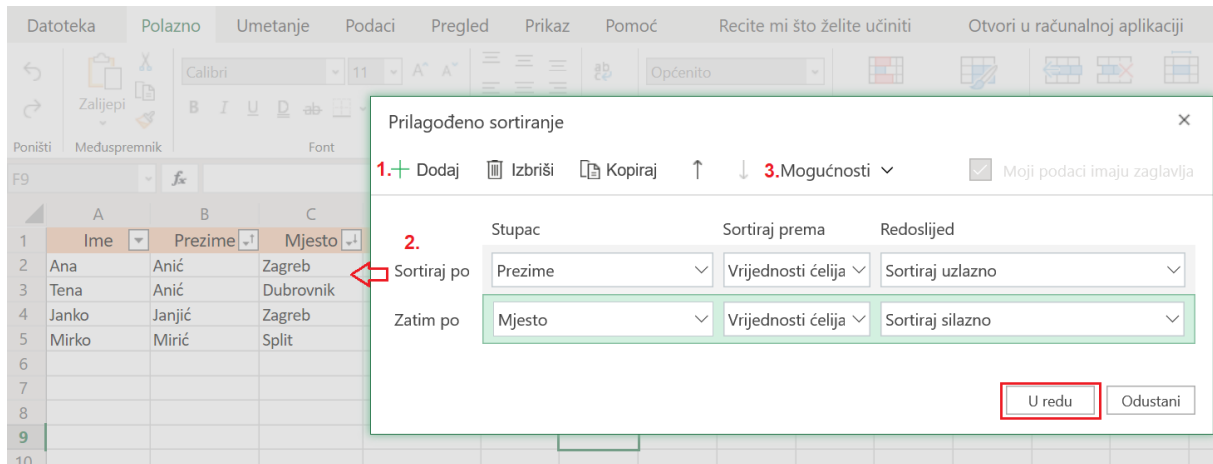 Datoteka Polazno Umetanje Podaci Pregled Prikaz Pomoć Recite mi što želite učiniti Otvori u računalnoj aplikaciji
Calibri 11 A^ A˅ ab Općenito
Zalijepi B I U D ab
Poništi Međuspremnik Font
F9 fx
Prilagođeno sortiranje
1.+ Dodaj Izbriši Kopiraj ↑ ↓ 3.Mogućnosti Moji podaci imaju zaglavlja
2. Stupac Sortiraj prema Redoslijed
Sortiraj po Prezime Vrijednosti ćelija Sortiraj uzlazno
Zatim po Mjesto Vrijednosti ćelija Sortiraj silazno
U redu Odustani
A B C
1 Ime Prezime Mjesto
2 Ana Anić Zagreb
3 Tena Anić Dubrovnik
4 Janko Janjić Zagreb
5 Mirko Mirić Split
6
7
8
9
10